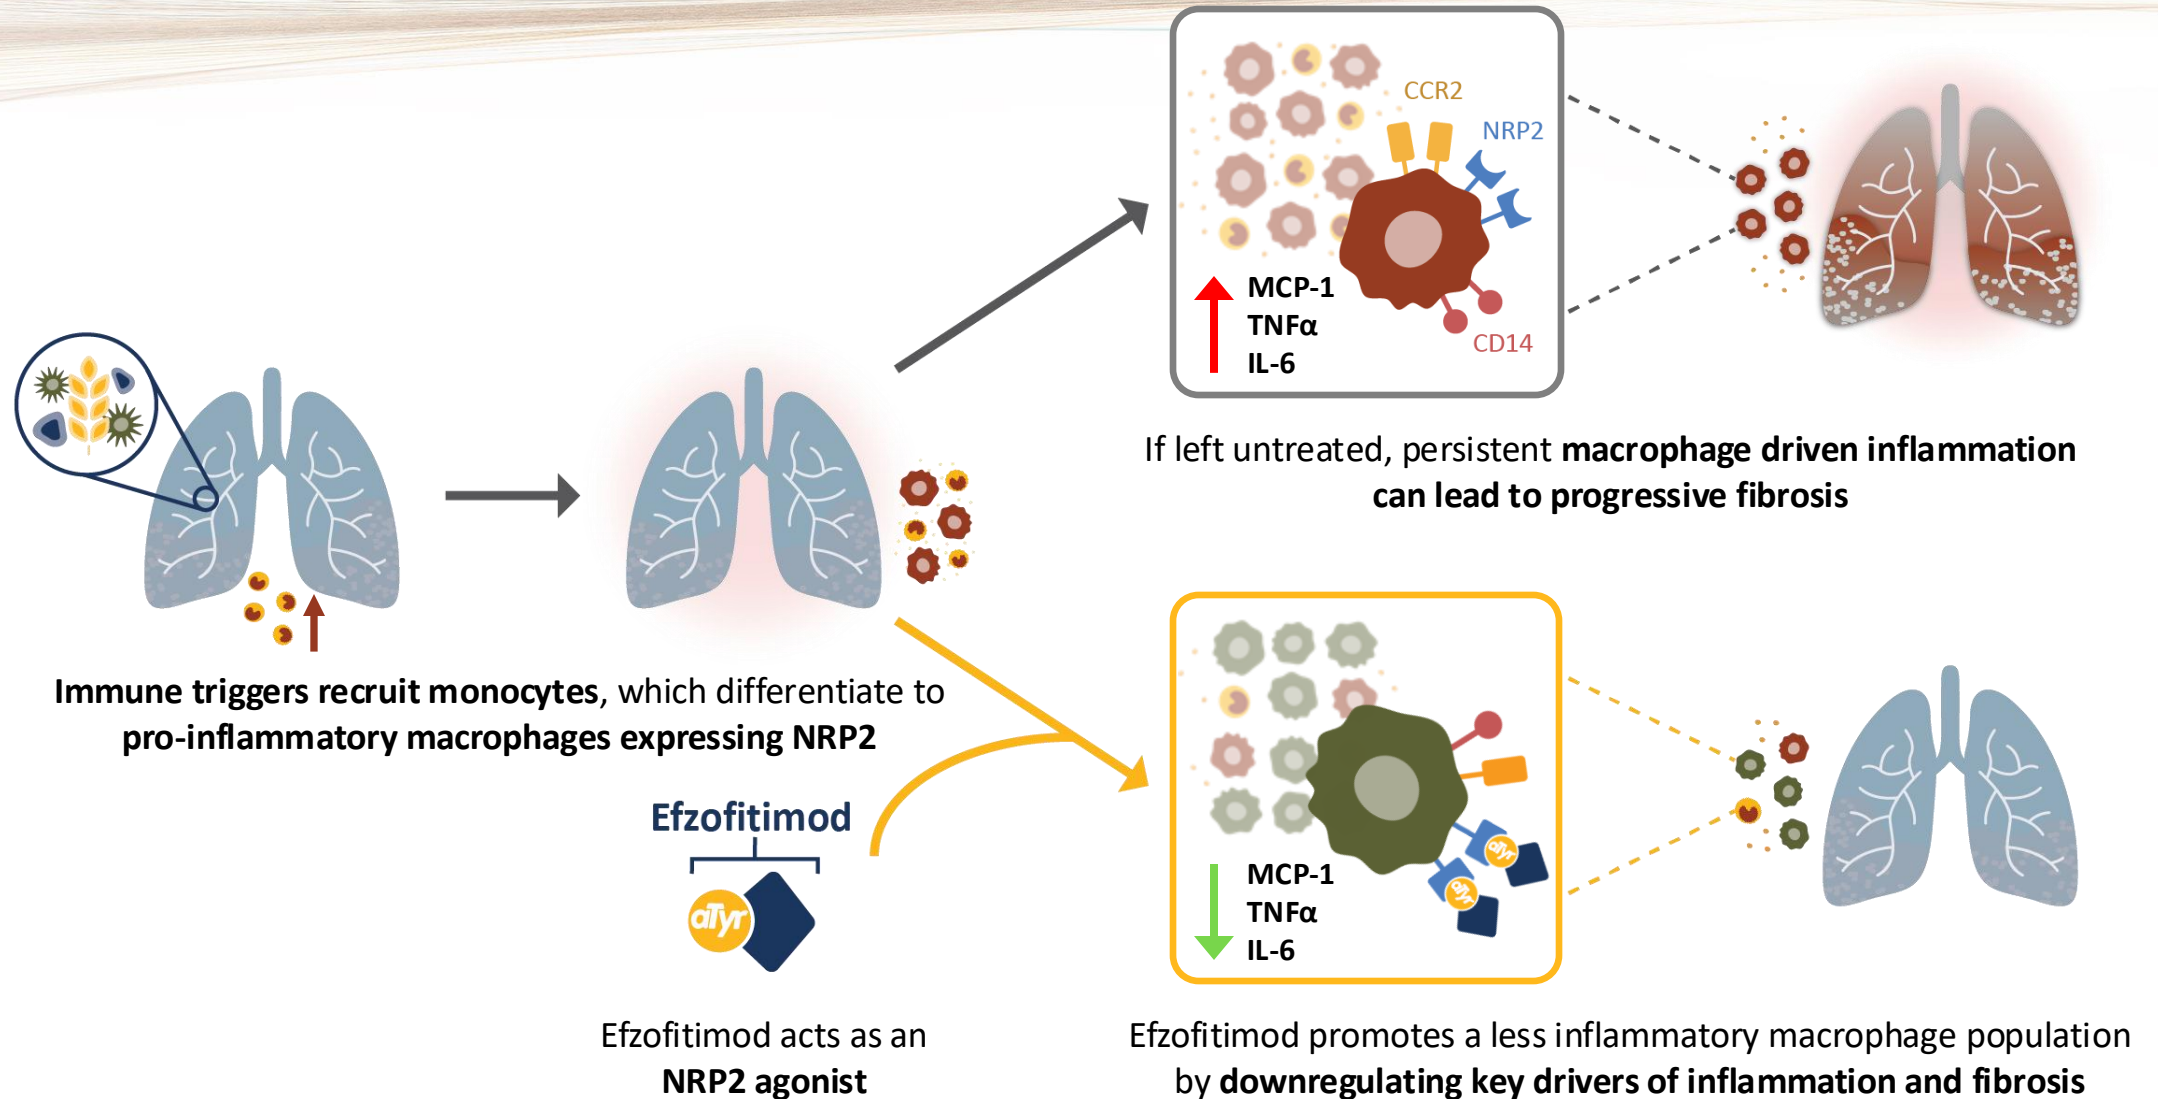 CCR2
NRP2
MCP-1
TNFα
IL-6
CD14
If left untreated, persistent macrophage driven inflammation
can lead to progressive fibrosis
Immune triggers recruit monocytes, which differentiate to
pro-inflammatory macrophages expressing NRP2
Efzofitimod
aTyr
Efzofitimod acts as an
NRP2 agonist
aTyr
aTyr
MCP-1
TNFα
IL-6
Efzofitimod promotes a less inflammatory macrophage population
by downregulating key drivers of inflammation and fibrosis